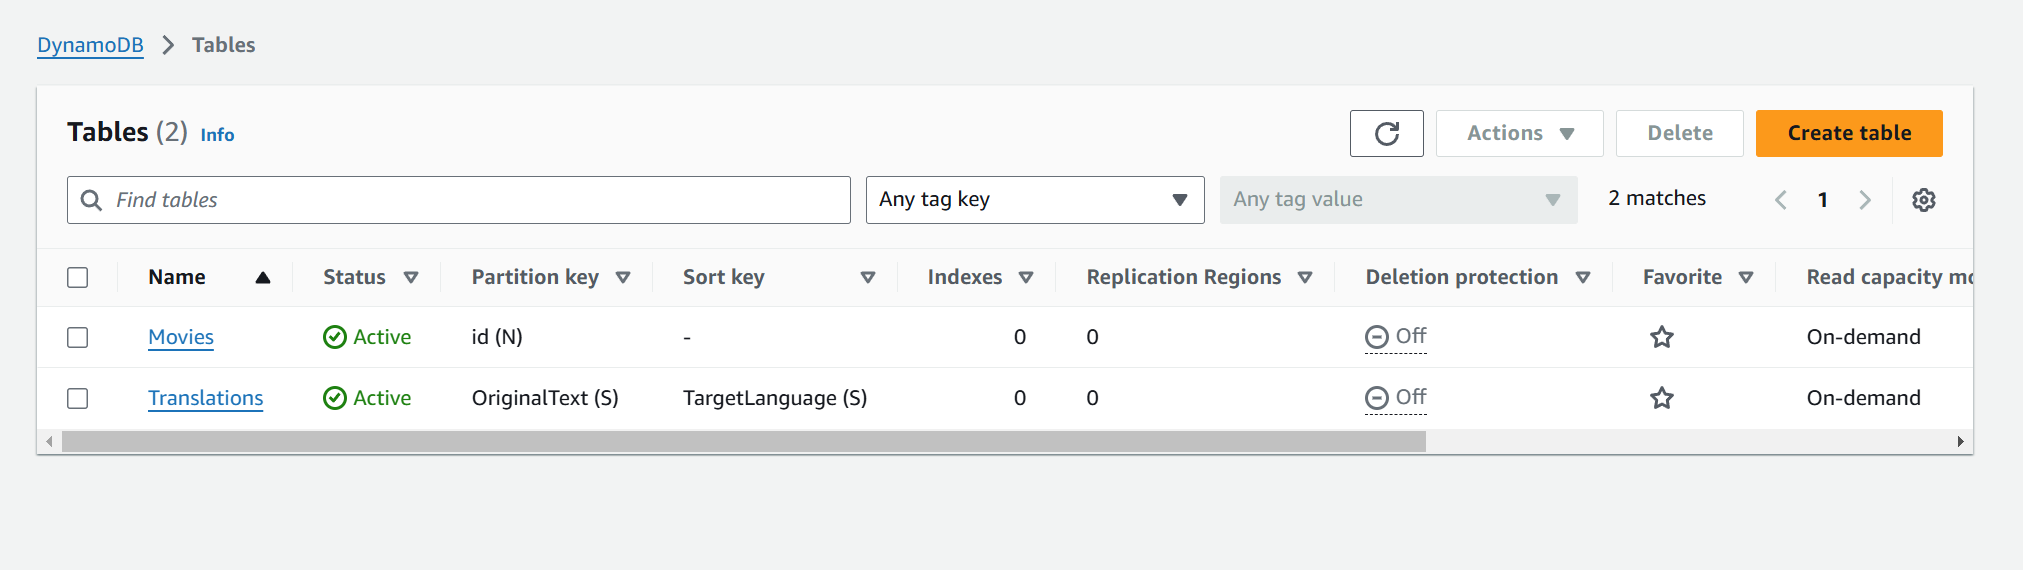 DynamoDB > Tables
Tables (2) Info Actions Delete Create table
Find tables Any tag key Any tag value 2 matches 1
Name Status Partition key Sort key Indexes Replication Regions Deletion protection Favorite Read capacity mo
Movies Active id (N) - 0 0 Off On-demand
Translations Active OriginalText (S) TargetLanguage (S) 0 0 Off On-demand